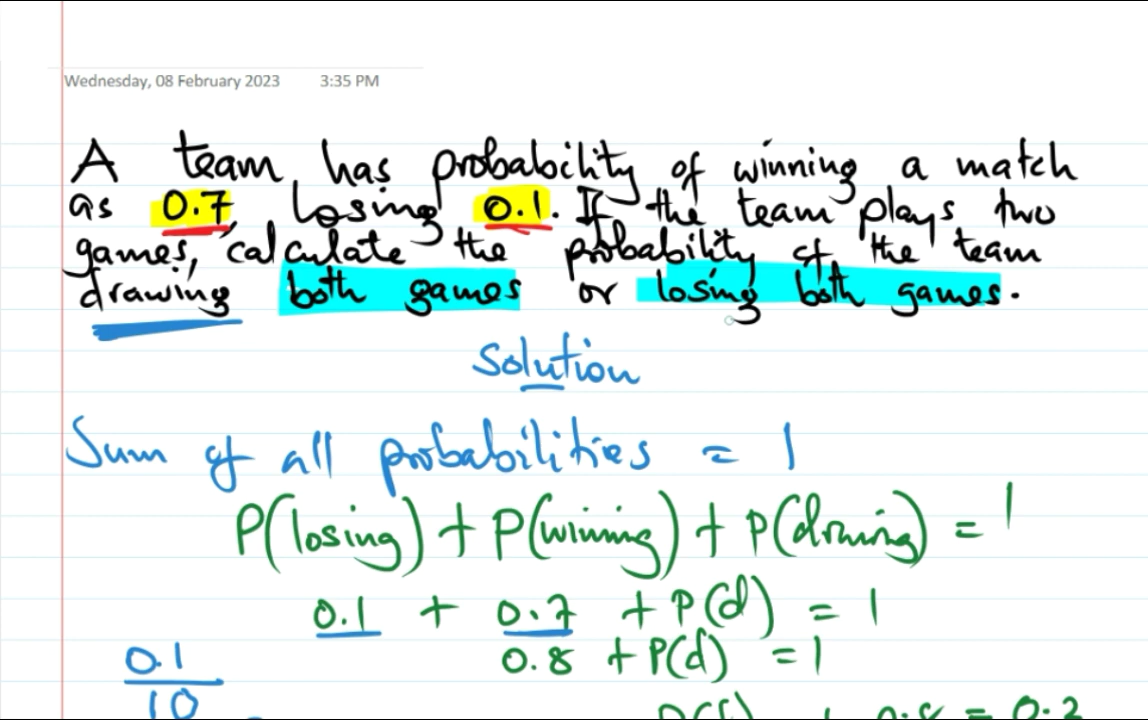 Wednesday, 08 February 2023 3:35 PM
A team has probability of winning a match
as 0.7, losing 0.1. If the team plays two
games, calculate the probability of the team
drawing both games or losing both games.
Solution
Sum of all probabilities = 1
P(losing) + P(winning) + P(drawing) = 1
0.1 + 0.7 + P(d) = 1
0.1 0.8 + P(d) = 1
10
= 0.2